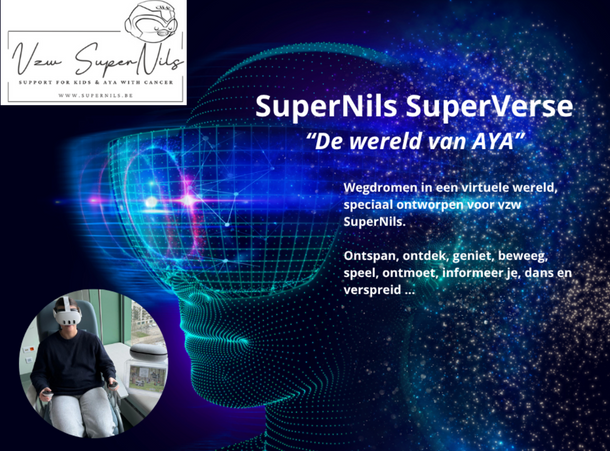 Vzw SuperNils
SUPPORT FOR KIDS & AYA WITH CANCER
WWW.SUPERNILS.BE
SuperNils SuperVerse
“De wereld van AYA”
Wegdromen in een virtuele wereld,
speciaal ontworpen voor vzw
SuperNils.
Ontspan, ontdek, geniet, beweeg,
speel, ontmoet, informeer je, dans en
verspreid ...